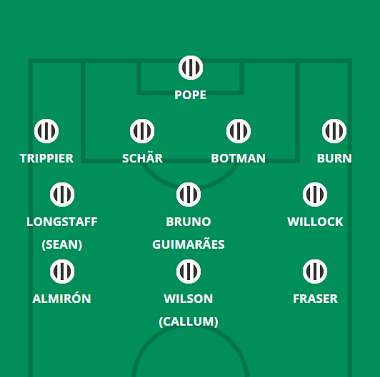 POPE
TRIPPIER SCHÄR BOTMAN BURN
LONGSTAFF BRUNO WILLOCK
(SEAN) GUIMARÃES
ALMIRÓN WILSON FRASER
(CALLUM)